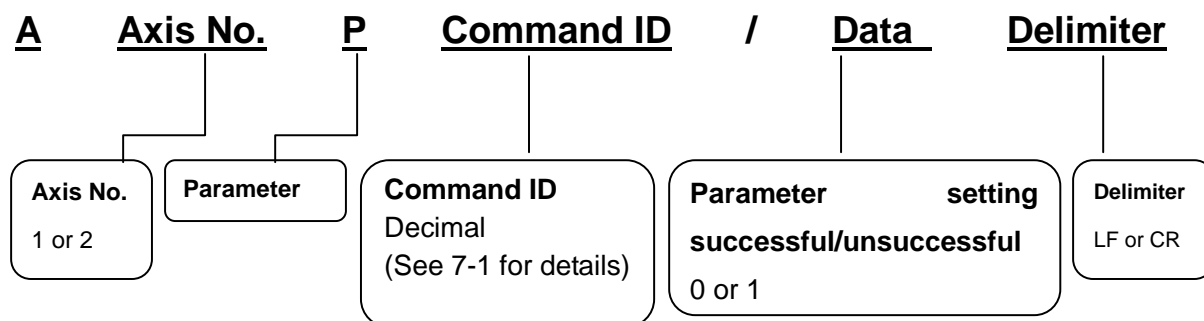 A Axis No. P Command ID / Data Delimiter
Axis No.
1 or 2
Parameter
Command ID
Decimal
(See 7-1 for details)
Parameter setting
successful/unsuccessful
0 or 1
Delimiter
LF or CR